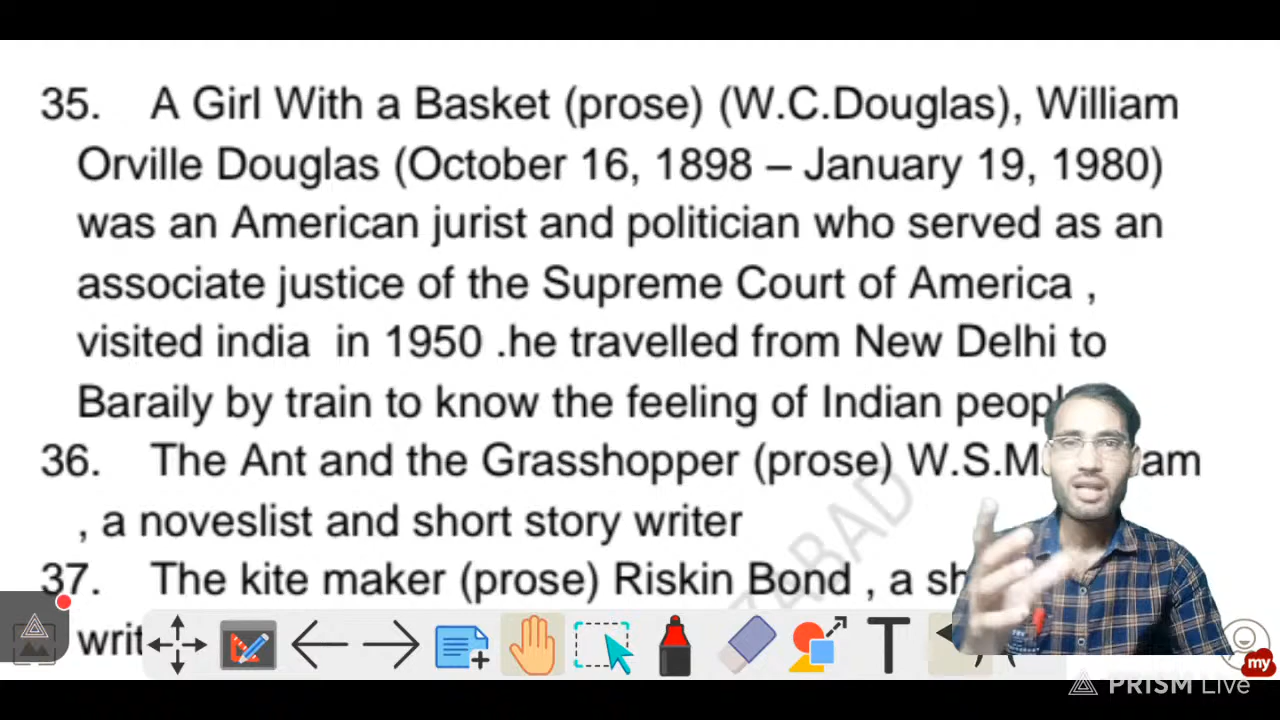 35. A Girl With a Basket (prose) (W.C.Douglas), William
Orville Douglas (October 16, 1898 – January 19, 1980)
was an American jurist and politician who served as an
associate justice of the Supreme Court of America ,
visited india in 1950 .he travelled from New Delhi to
Baraily by train to know the feeling of Indian
36. The Ant and the Grasshopper (prose)
, a noveslist and short story writer
37. The kite maker (prose) Riskin Bond , a
T
my
PRISM Live